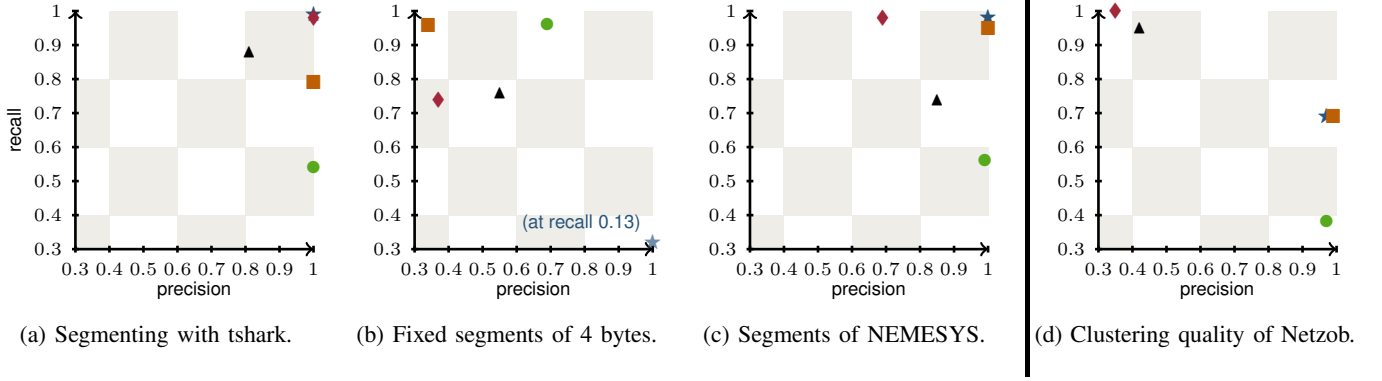 1
0.9
0.8
0.7
0.6
0.5
0.4
0.3
recall
0.3 0.4 0.5 0.6 0.7 0.8 0.9 1
precision
(a) Segmenting with tshark.
1
0.9
0.8
0.7
0.6
0.5
0.4
0.3
(at recall 0.13)
0.3 0.4 0.5 0.6 0.7 0.8 0.9 1
precision
(b) Fixed segments of 4 bytes.
1
0.9
0.8
0.7
0.6
0.5
0.4
0.3
0.3 0.4 0.5 0.6 0.7 0.8 0.9 1
precision
(c) Segments of NEMESYS.
1
0.9
0.8
0.7
0.6
0.5
0.4
0.3
0.3 0.4 0.5 0.6 0.7 0.8 0.9 1
precision
(d) Clustering quality of Netzob.